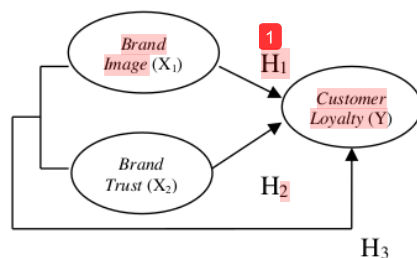 1
Brand
Image (X₁)
H₁
Customer
Loyalty (Y)
Brand
Trust (X₂)
H₂
H₃